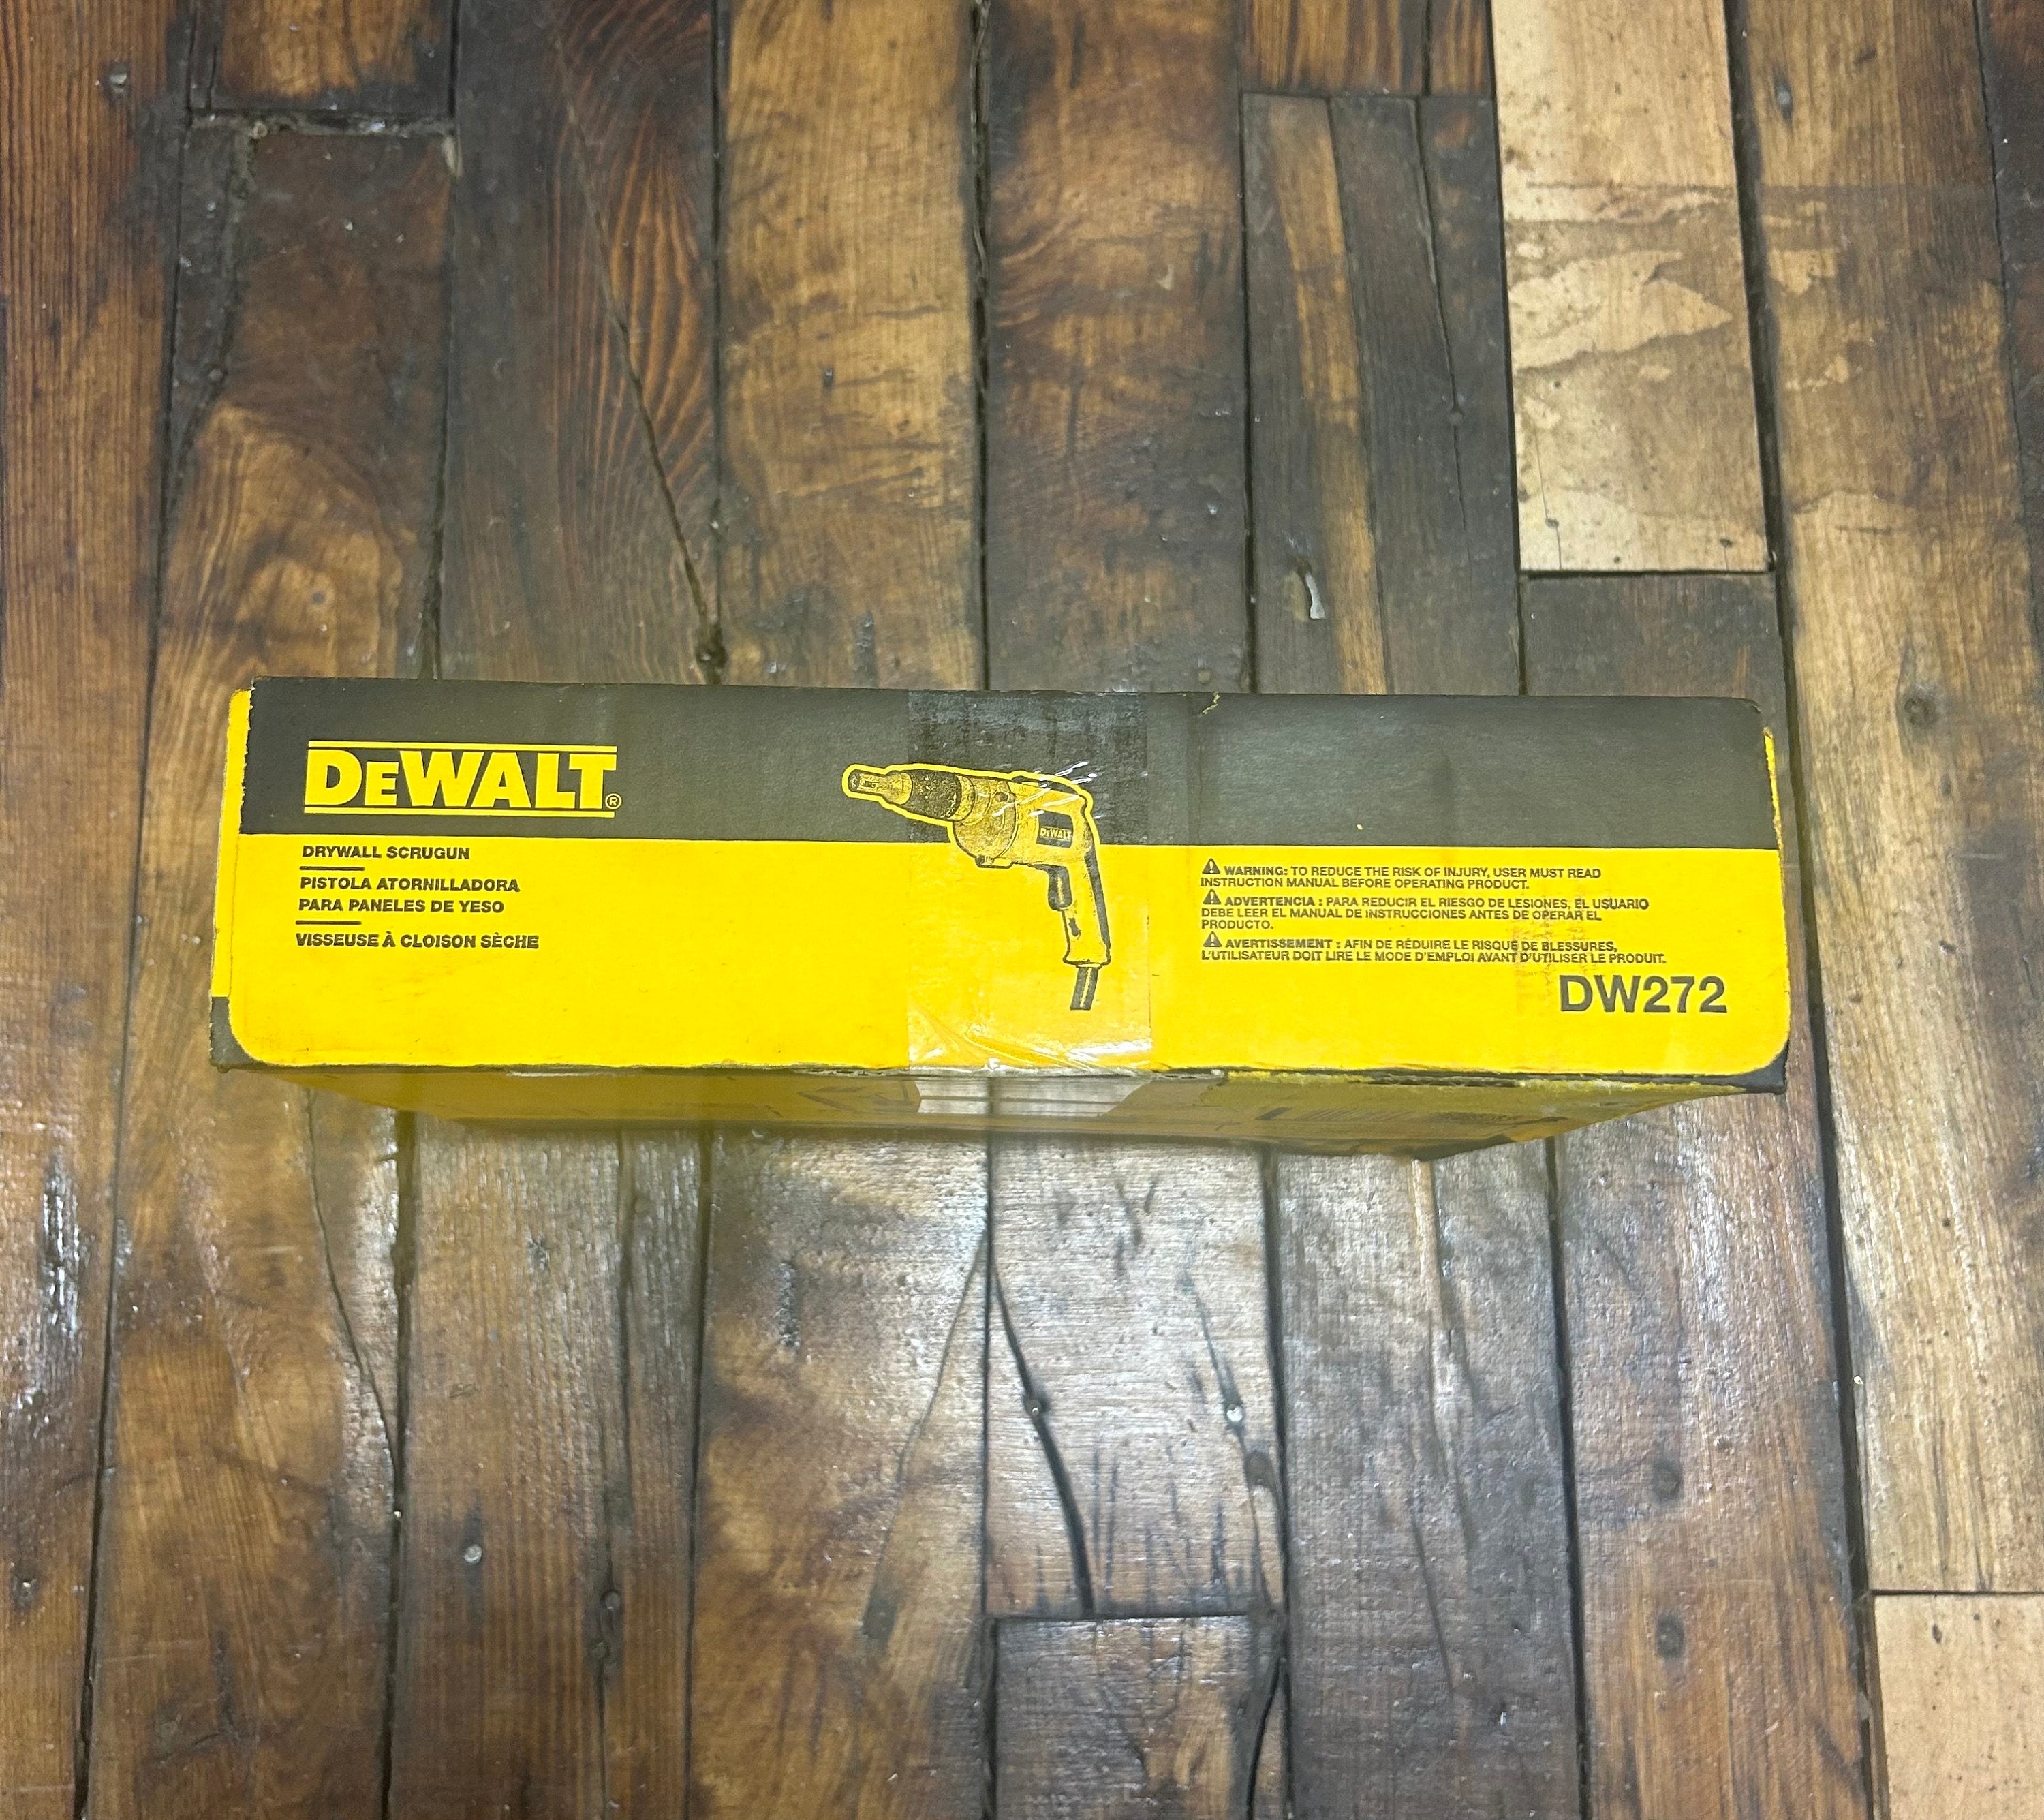 DEWALT®
DRYWALL SCRUGUN
PISTOLA ATORNILLADORA
PARA PANELES DE YESO
VISSEUSE À CLOISON SÈCHE
DEWALT
WARNING: TO REDUCE THE RISK OF INJURY, USER MUST READ
INSTRUCTION MANUAL BEFORE OPERATING PRODUCT.
ADVERTENCIA : PARA REDUCIR EL RIESGO DE LESIONES, EL USUARIO
DEBE LEER EL MANUAL DE INSTRUCCIONES ANTES DE OPERAR EL
PRODUCTO.
AVERTISSEMENT : AFIN DE RÉDUIRE LE RISQUE DE BLESSURES,
L'UTILISATEUR DOIT LIRE LE MODE D'EMPLOI AVANT D'UTILISER LE PRODUIT.
DW272